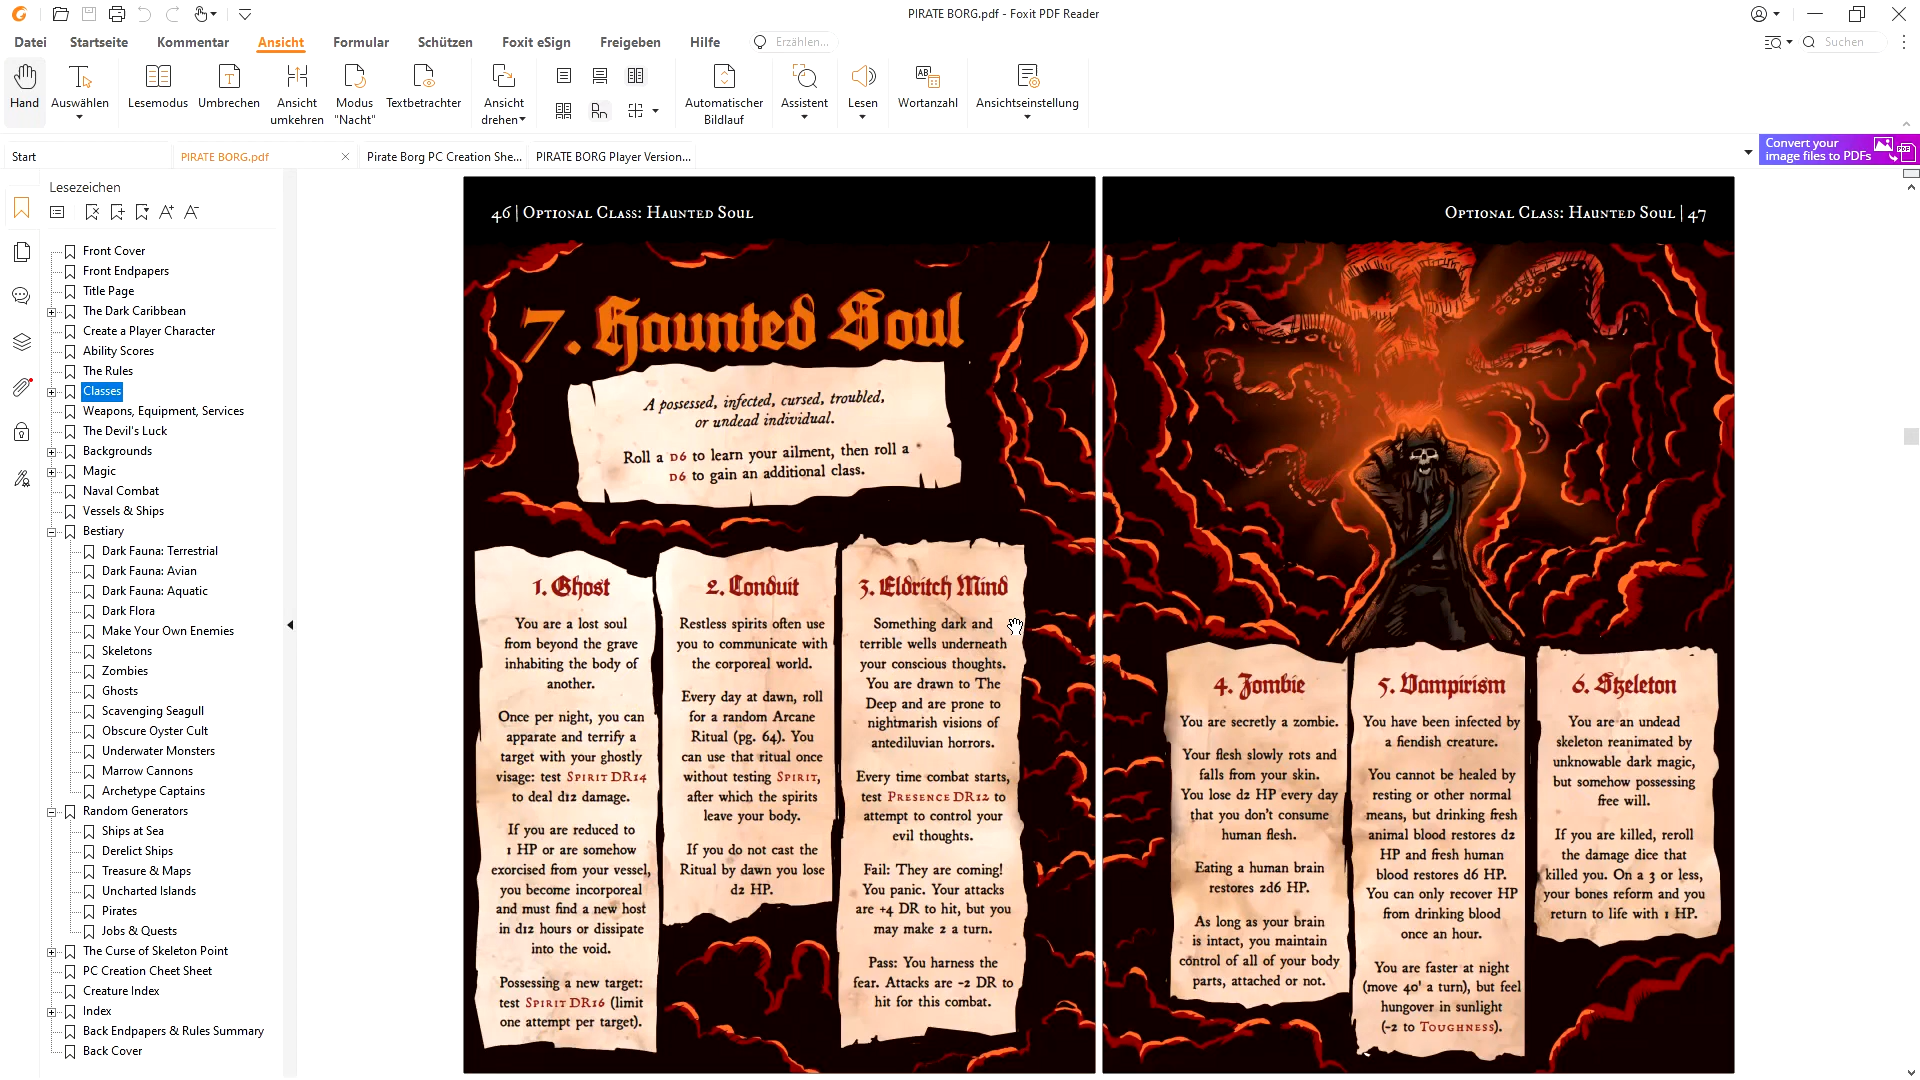 PIRATE BORG.pdf - Foxit PDF Reader
Datei Startseite Kommentar Ansicht Formular Schützen Foxit eSign Freigeben Hilfe Erzählen... Suchen
Hand Auswählen Lesemodus Umbrechen Ansicht umkehren Modus "Nacht" Textbetrachter Ansicht drehen Automatischer Bildlauf Assistent Lesen Wortanzahl Ansichtseinstellung
Start PIRATE BORG.pdf Pirate Borg PC Creation She... PIRATE BORG Player Version...
Convert your
image files to PDFs
Lesezeichen
Front Cover
Front Endpapers
Title Page
The Dark Caribbean
Create a Player Character
Ability Scores
The Rules
Classes
Weapons, Equipment, Services
The Devil's Luck
Backgrounds
Magic
Naval Combat
Vessels & Ships
Bestiary
Dark Fauna: Terrestrial
Dark Fauna: Avian
Dark Fauna: Aquatic
Dark Flora
Make Your Own Enemies
Skeletons
Zombies
Ghosts
Scavenging Seagull
Obscure Oyster Cult
Underwater Monsters
Marrow Cannons
Archetype Captains
Random Generators
Ships at Sea
Derelict Ships
Treasure & Maps
Uncharted Islands
Pirates
Jobs & Quests
The Curse of Skeleton Point
PC Creation Cheet Sheet
Creature Index
Index
Back Endpapers & Rules Summary
Back Cover
46 | Optional Class: Haunted Soul
7. Haunted Soul
A possessed, infected, cursed, troubled,
or undead individual.
Roll a D6 to learn your ailment, then roll a
D6 to gain an additional class.
1. Ghost
You are a lost soul
from beyond the grave
inhabiting the body of
another.
Once per night, you can
apparate and terrify a
target with your ghostly
visage: test Spirit DR14
to deal d12 damage.
If you are reduced to
1 HP or are somehow
exorcised from your vessel,
you become incorporeal
and must find a new host
in d12 hours or dissipate
into the void.
Possessing a new target:
test Spirit DR16 (limit
one attempt per target).
2. Conduit
Restless spirits often use
you to communicate with
the corporeal world.
Every day at dawn, roll
for a random Arcane
Ritual (pg. 64). You
can use that ritual once
without testing Spirit,
after which the spirits
leave your body.
If you do not cast the
Ritual by dawn you lose
d2 HP.
3. Eldritch Mind
Something dark and
terrible wells underneath
your conscious thoughts.
You are drawn to The
Deep and are prone to
nightmarish visions of
antediluvian horrors.
Every time combat starts,
test Presence DR12 to
attempt to control your
evil thoughts.
Fail: They are coming!
You panic. Your attacks
are +4 DR to hit, but you
may make 2 a turn.
Pass: You harness the
fear. Attacks are -2 DR to
hit for this combat.
Optional Class: Haunted Soul | 47
4. Zombie
You are secretly a zombie.
Your flesh slowly rots and
falls from your skin.
You lose d2 HP every day
that you don't consume
human flesh.
Eating a human brain
restores 2d6 HP.
As long as your brain
is intact, you maintain
control of all of your body
parts, attached or not.
5. Vampirism
You have been infected by
a fiendish creature.
You cannot be healed by
resting or other normal
means, but drinking fresh
animal blood restores d2
HP and fresh human
blood restores d6 HP.
You can only recover HP
from drinking blood
once an hour.
You are faster at night
(move 40' a turn), but feel
hungover in sunlight
(-2 to Toughness).
6. Skeleton
You are an undead
skeleton reanimated by
unknowable dark magic,
but somehow possessing
free will.
If you are killed, reroll
the damage dice that
killed you. On a 3 or less,
your bones reform and you
return to life with 1 HP.